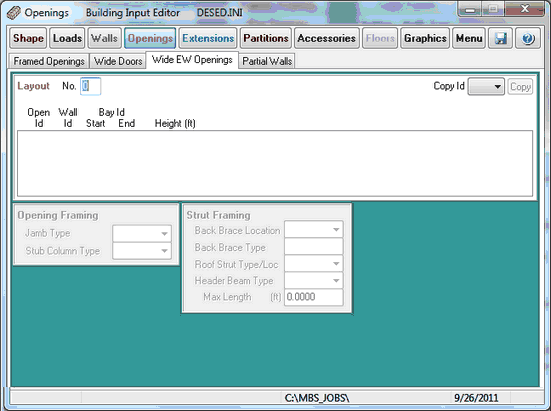 Openings Building Input Editor DESED.INI
Shape Loads Walls Openings Extensions Partitions Accessories Floors Graphics Menu
Framed Openings Wide Doors Wide EW Openings Partial Walls
Layout No. 0 Copy Id Copy
Open Wall Bay Id
Id Id Start End Height (ft)
Opening Framing
Jamb Type
Stub Column Type
Strut Framing
Back Brace Location
Back Brace Type
Roof Strut Type/Loc
Header Beam Type
Max Length (ft) 0.0000
C:\MBS_JOBS\ 9/26/2011